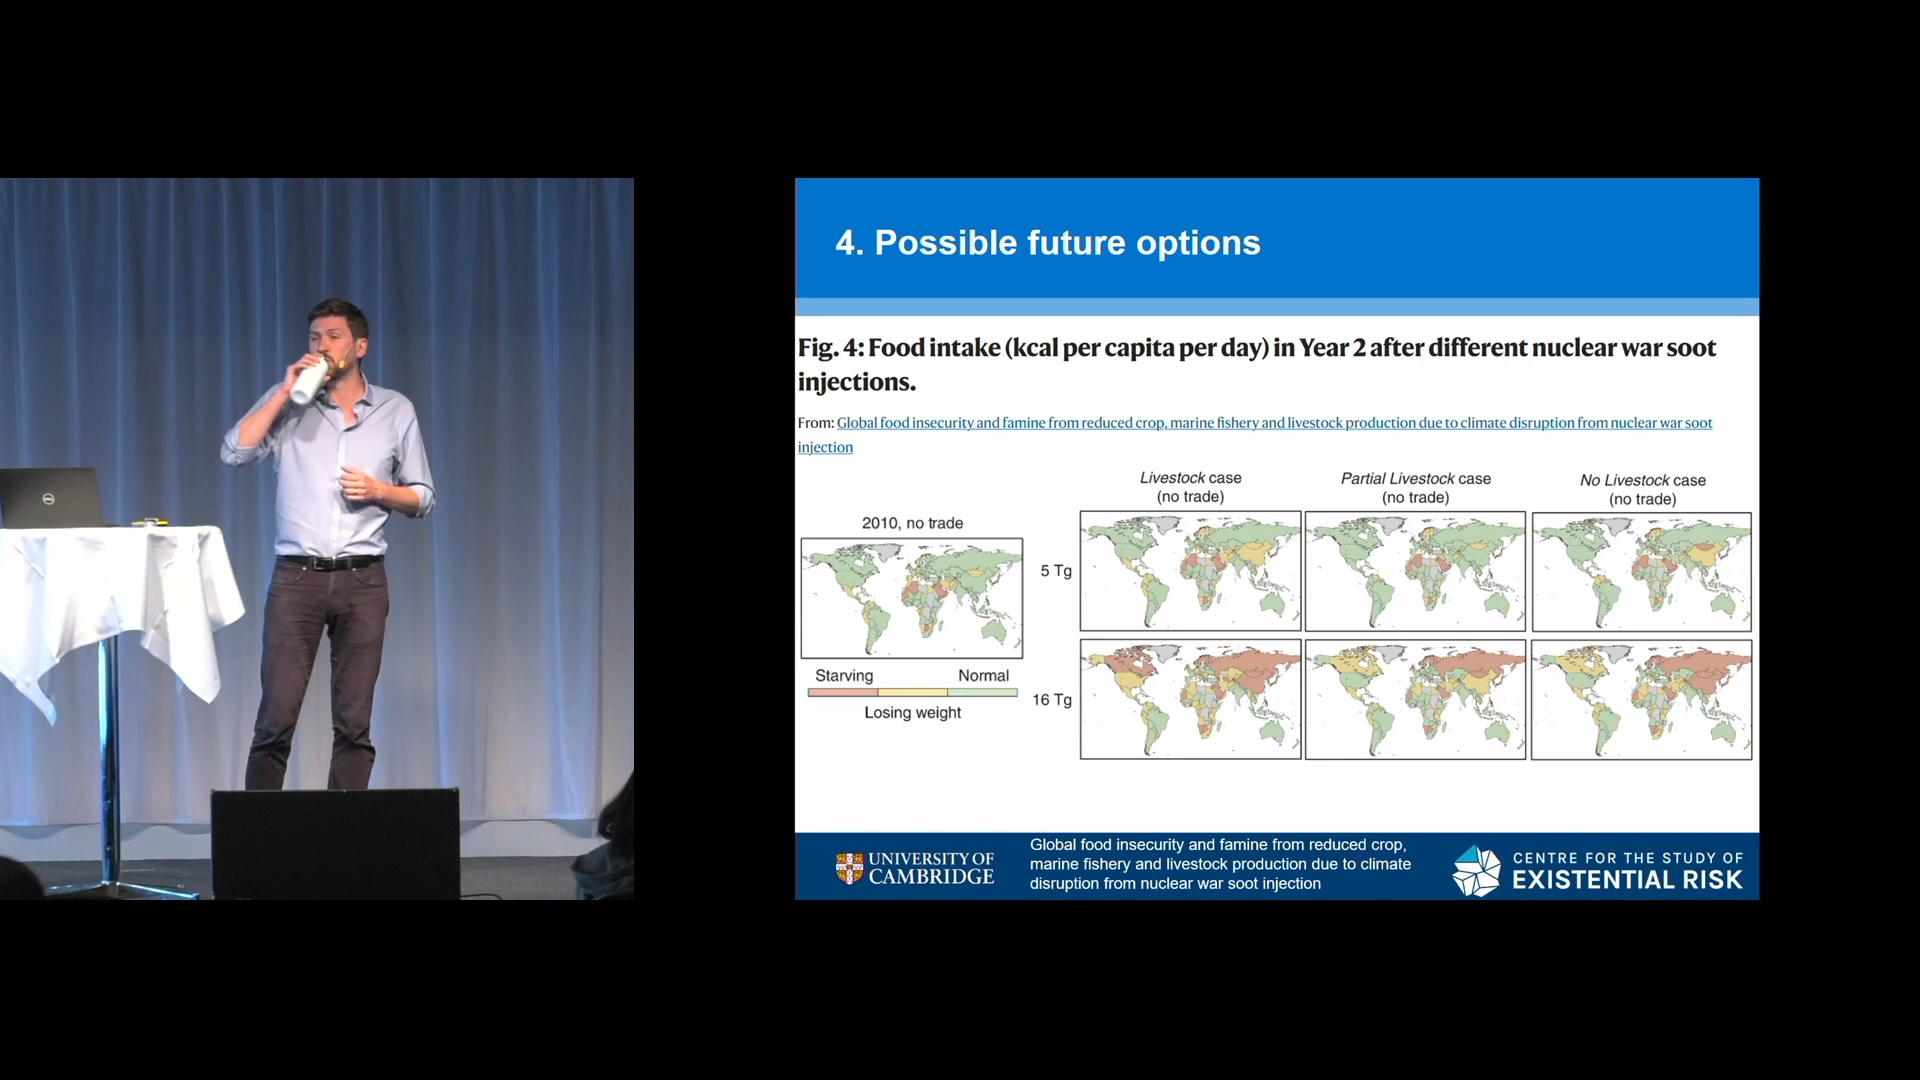 4. Possible future options
Fig. 4: Food intake (kcal per capita per day) in Year 2 after different nuclear war soot
injections.
From: Global food insecurity and famine from reduced crop, marine fishery and livestock production due to climate disruption from nuclear war soot
injection
Livestock case
(no trade)
Partial Livestock case
(no trade)
No Livestock case
(no trade)
2010, no trade
5 Tg
Starving
Normal
Losing weight
16 Tg
UNIVERSITY OF
CAMBRIDGE
Global food insecurity and famine from reduced crop,
marine fishery and livestock production due to climate
disruption from nuclear war soot injection
CENTRE FOR THE STUDY OF
EXISTENTIAL RISK
DELL